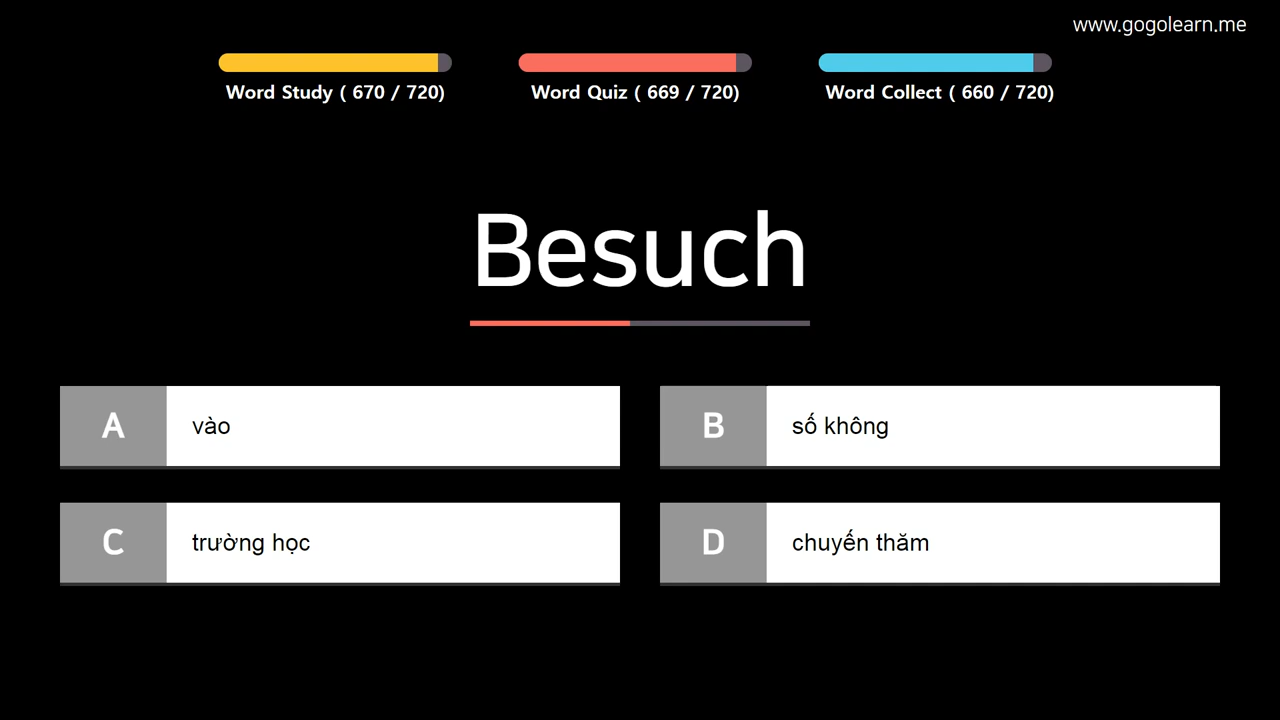 www.gogolearn.me
Word Study ( 670 / 720)
Word Quiz ( 669 / 720)
Word Collect ( 660 / 720)
Besuch
A vào
B số không
C trường học
D chuyến thăm